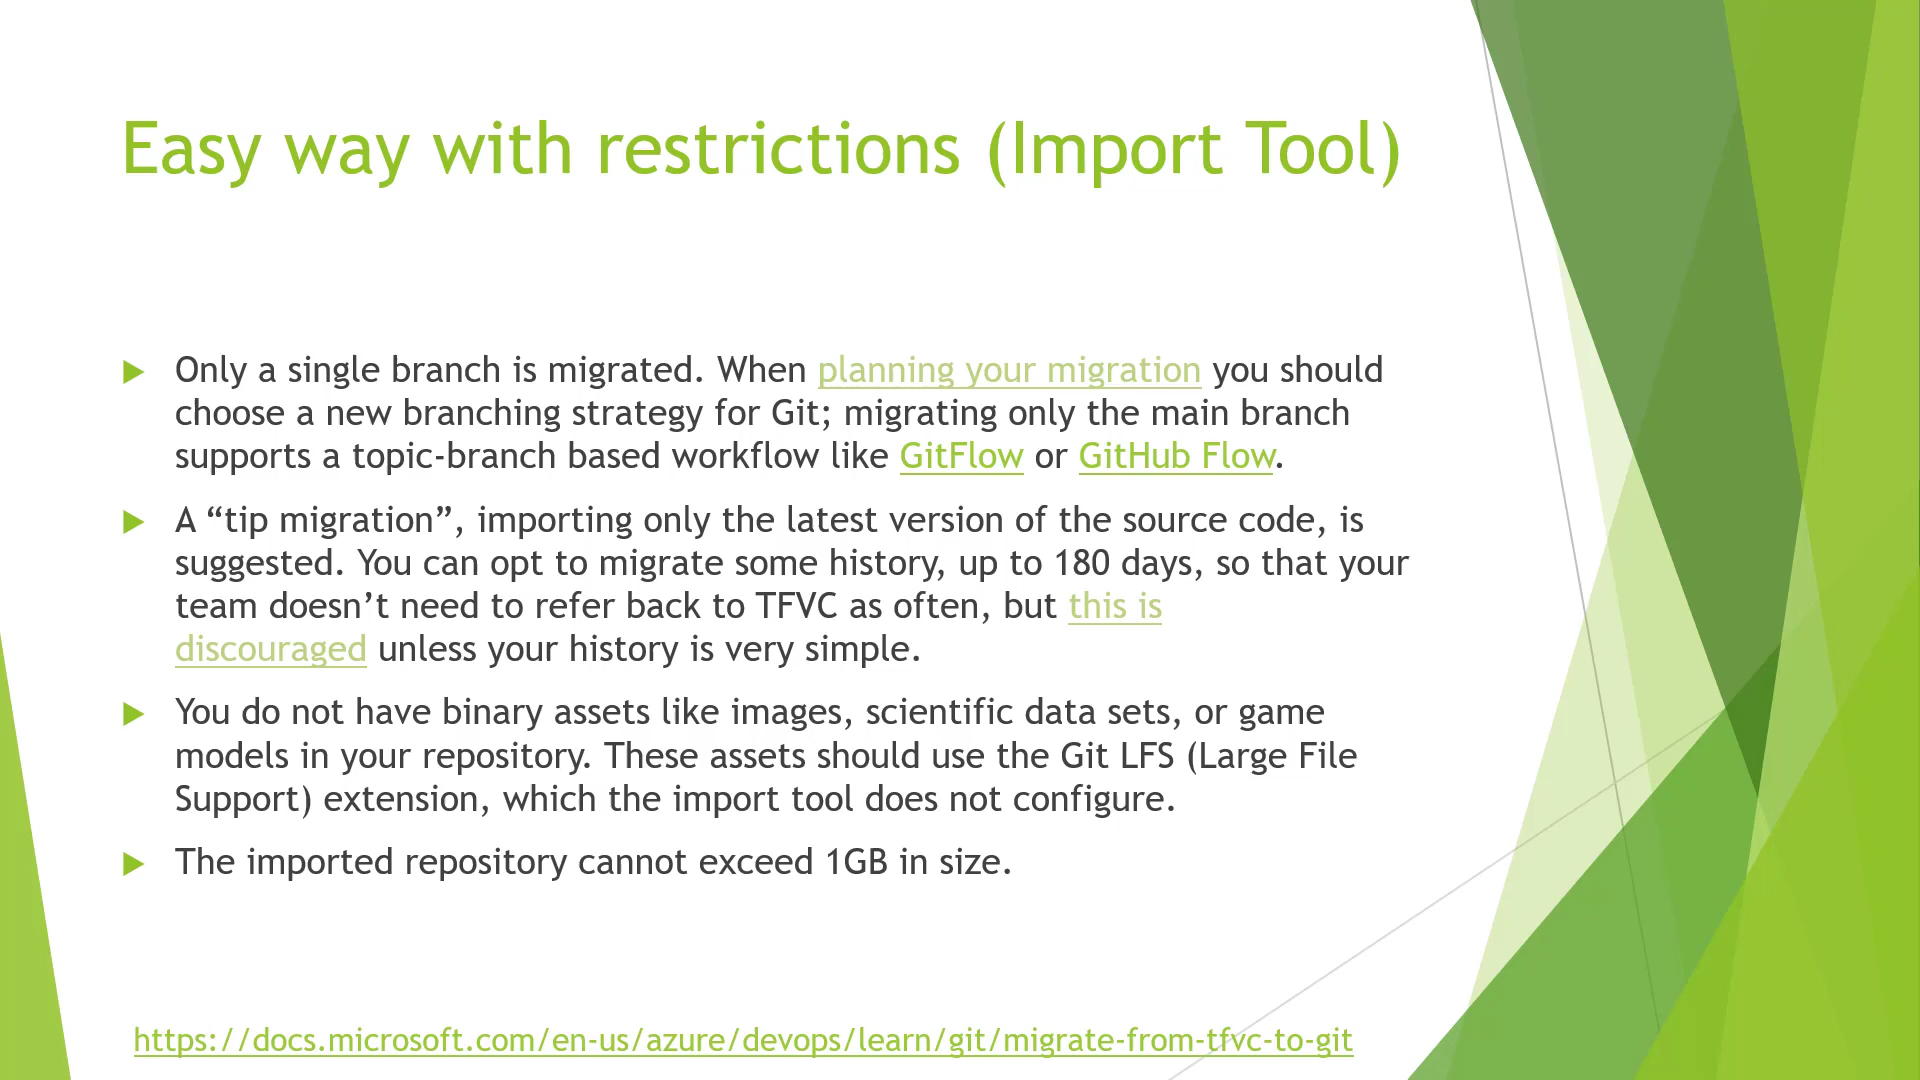 Easy way with restrictions (Import Tool)
Only a single branch is migrated. When planning your migration you should
choose a new branching strategy for Git; migrating only the main branch
supports a topic-branch based workflow like GitFlow or GitHub Flow.
A “tip migration”, importing only the latest version of the source code, is
suggested. You can opt to migrate some history, up to 180 days, so that your
team doesn’t need to refer back to TFVC as often, but this is
discouraged unless your history is very simple.
You do not have binary assets like images, scientific data sets, or game
models in your repository. These assets should use the Git LFS (Large File
Support) extension, which the import tool does not configure.
The imported repository cannot exceed 1GB in size.
https://docs.microsoft.com/en-us/azure/devops/learn/git/migrate-from-tfvc-to-git